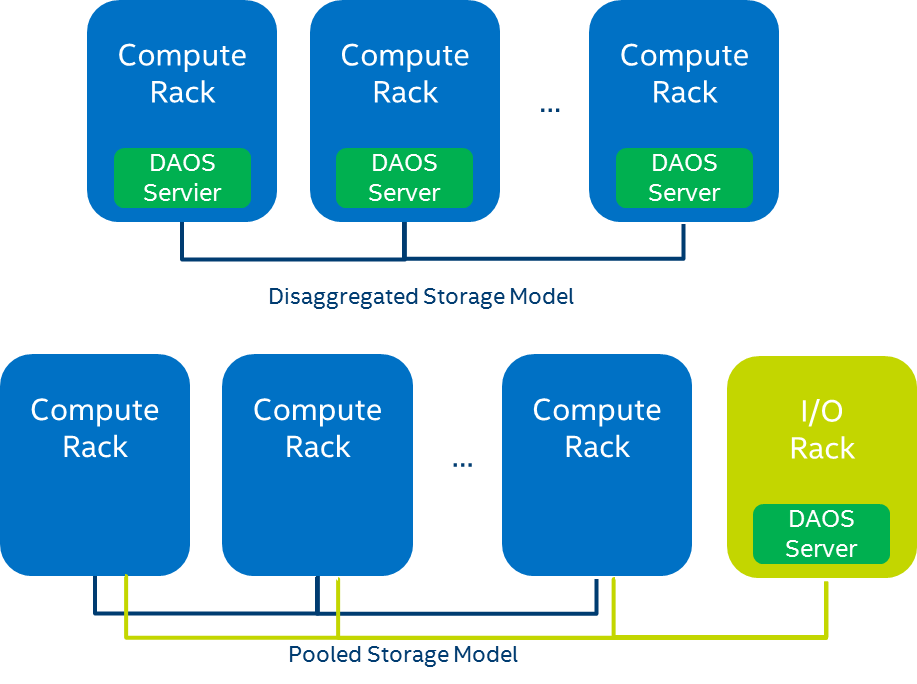 Compute
Rack
Compute
Rack
...
Compute
Rack
DAOS
Servier
DAOS
Server
DAOS
Server
Disaggregated Storage Model
Compute
Rack
Compute
Rack
...
Compute
Rack
I/O
Rack
DAOS
Server
Pooled Storage Model